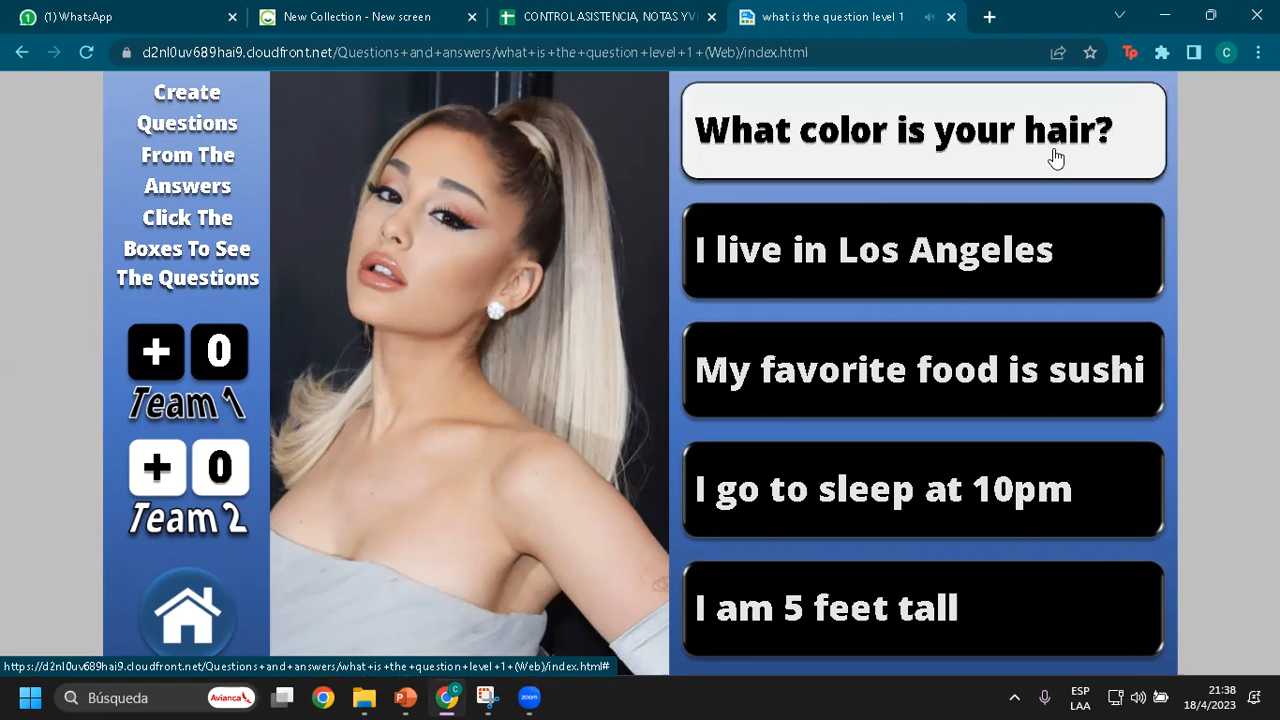 (1) WhatsApp
New Collection - New screen
CONTROL ASISTENCIA, NOTAS YVI
what is the question level 1
d2nl0uv689hai9.cloudfront.net/Questions+and+answers/what+is+the+question+level+1+(Web)/index.html
Tp
C
Create
Questions
From The
Answers
Click The
Boxes To See
The Questions
+ 0
Team 1
+ 0
Team 2
What color is your hair?
I live in Los Angeles
My favorite food is sushi
I go to sleep at 10pm
I am 5 feet tall
https://d2nl0uv689hai9.cloudfront.net/Questions+and+answers/what+is+the+question+level+1+(Web)/index.html#
Búsqueda
Avianca
zoom
ESP
LAA
21:38
18/4/2023